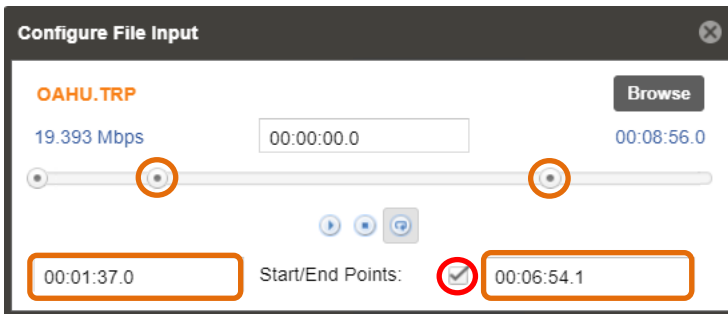 Configure File Input
OAHU.TRP Browse
19.393 Mbps 00:00:00.0 00:08:56.0
00:01:37.0 Start/End Points: 00:06:54.1